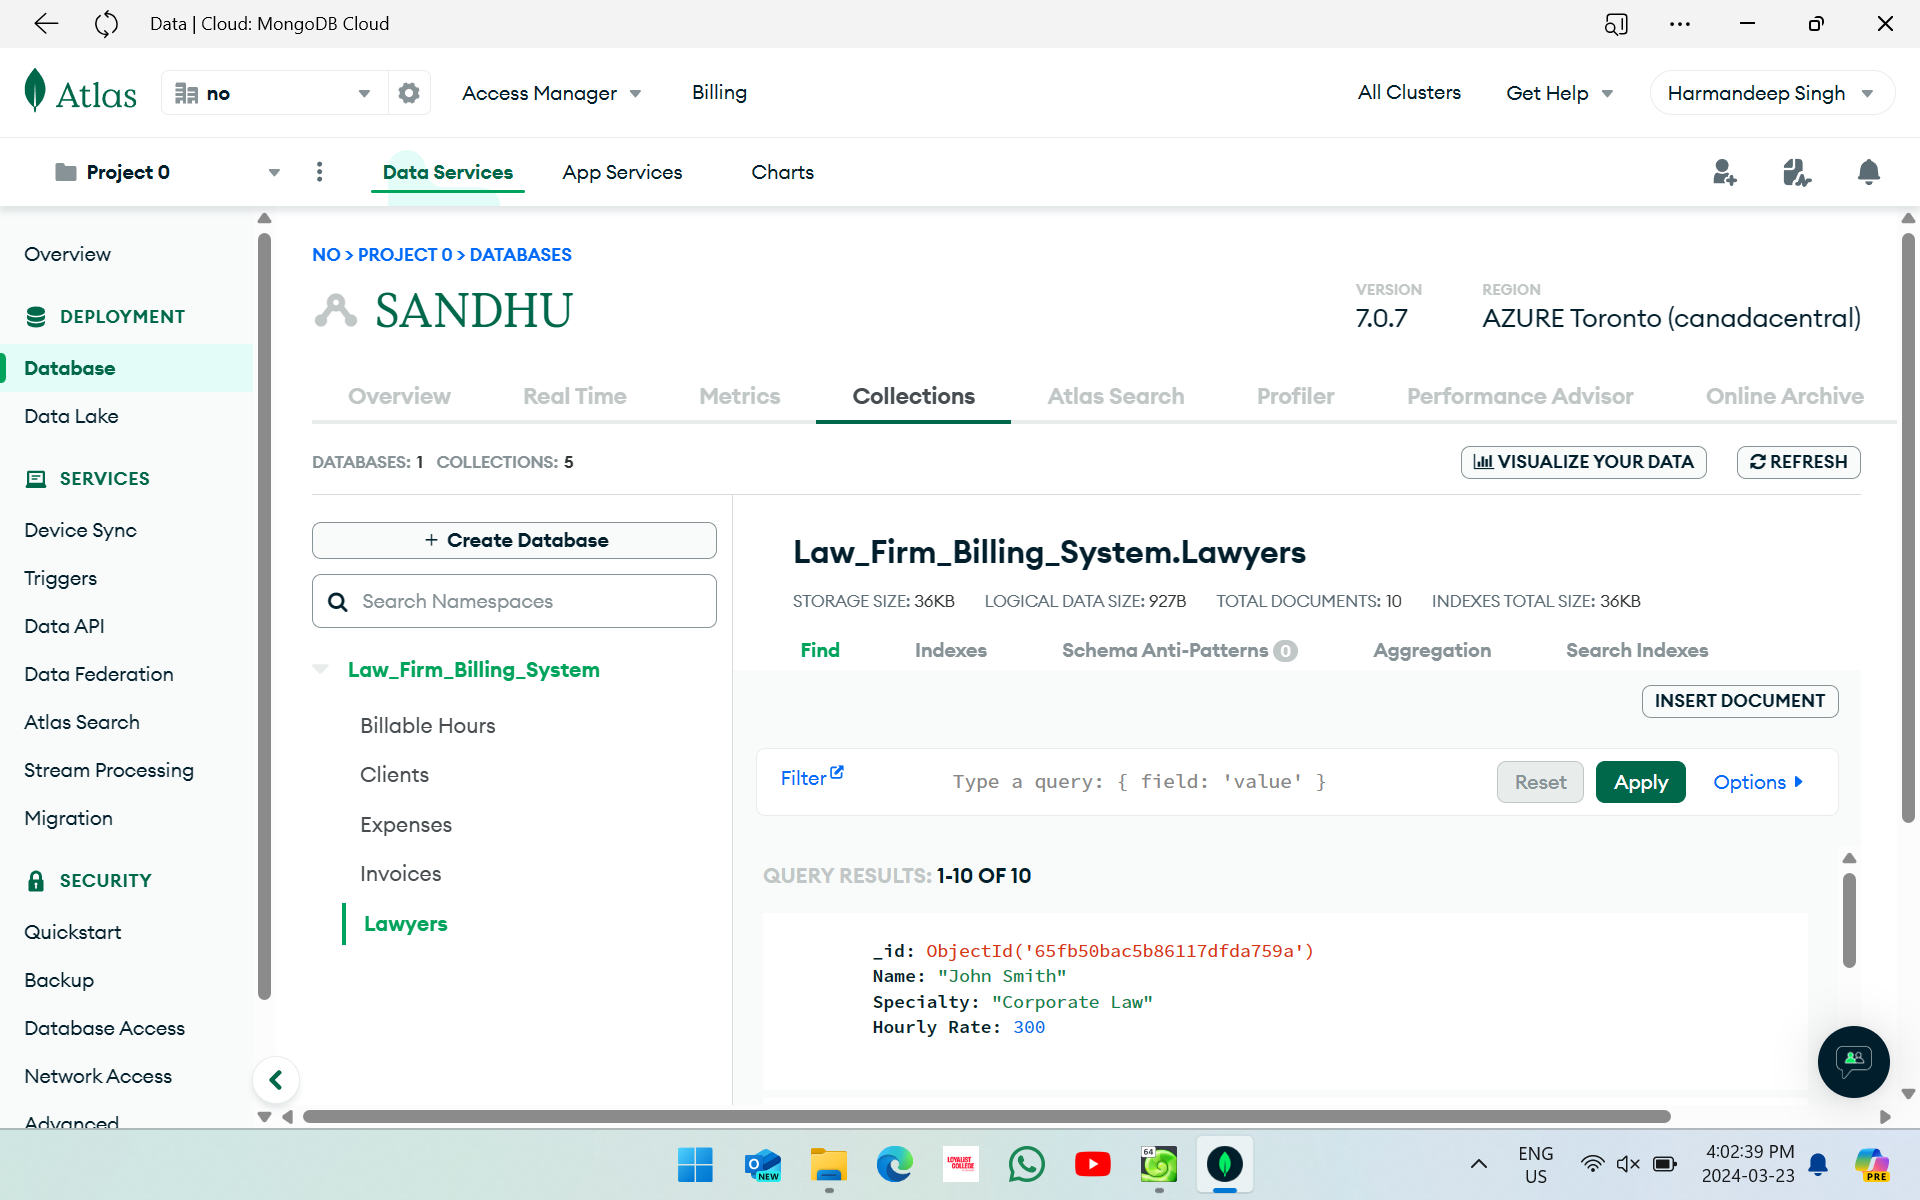 Data | Cloud: MongoDB Cloud
Atlas
no
Access Manager
Billing
All Clusters
Get Help
Harmandeep Singh
Project 0
Data Services
App Services
Charts
Overview
DEPLOYMENT
Database
Data Lake
SERVICES
Device Sync
Triggers
Data API
Data Federation
Atlas Search
Stream Processing
Migration
SECURITY
Quickstart
Backup
Database Access
Network Access
Advanced
NO > PROJECT 0 > DATABASES
SANDHU
VERSION
7.0.7
REGION
AZURE Toronto (canadacentral)
Overview
Real Time
Metrics
Collections
Atlas Search
Profiler
Performance Advisor
Online Archive
DATABASES: 1 COLLECTIONS: 5
VISUALIZE YOUR DATA
REFRESH
+ Create Database
Search Namespaces
Law_Firm_Billing_System
Billable Hours
Clients
Expenses
Invoices
Lawyers
Law_Firm_Billing_System.Lawyers
STORAGE SIZE: 36KB LOGICAL DATA SIZE: 927B TOTAL DOCUMENTS: 10 INDEXES TOTAL SIZE: 36KB
Find
Indexes
Schema Anti-Patterns 0
Aggregation
Search Indexes
INSERT DOCUMENT
Filter
Type a query: { field: 'value' }
Reset
Apply
Options
QUERY RESULTS: 1-10 OF 10
_id: ObjectId('65fb50bac5b86117dfda759a')
Name: "John Smith"
Specialty: "Corporate Law"
Hourly Rate: 300
NEW
LOYALIST
COLLEGE
64
ENG
US
4:02:39 PM
2024-03-23
PRE